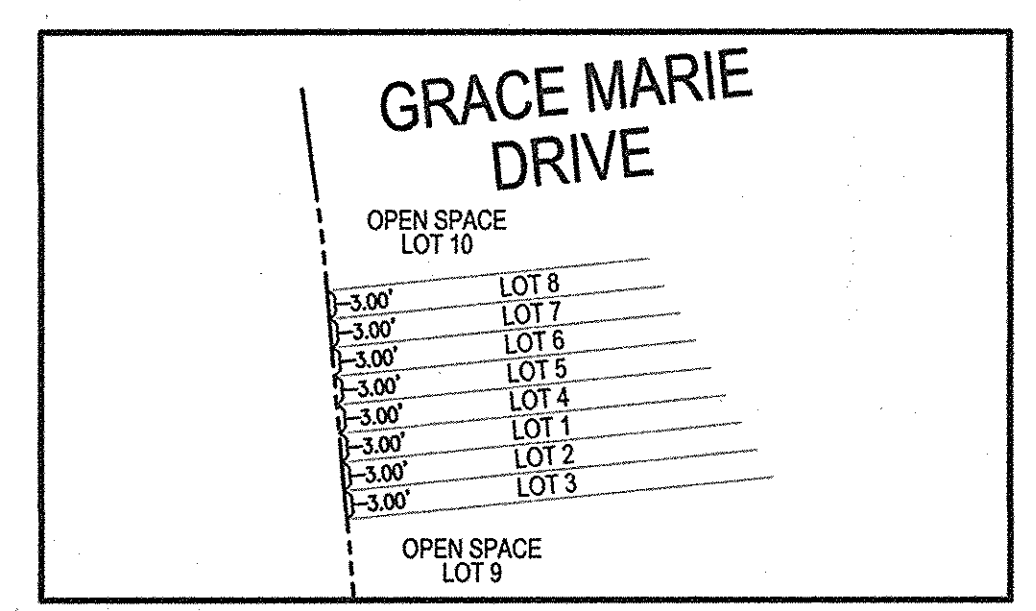 GRACE MARIE
DRIVE
OPEN SPACE
LOT 10
3.00' LOT 8
3.00' LOT 7
3.00' LOT 6
3.00' LOT 5
3.00' LOT 4
3.00' LOT 1
3.00' LOT 2
3.00' LOT 3
OPEN SPACE
LOT 9